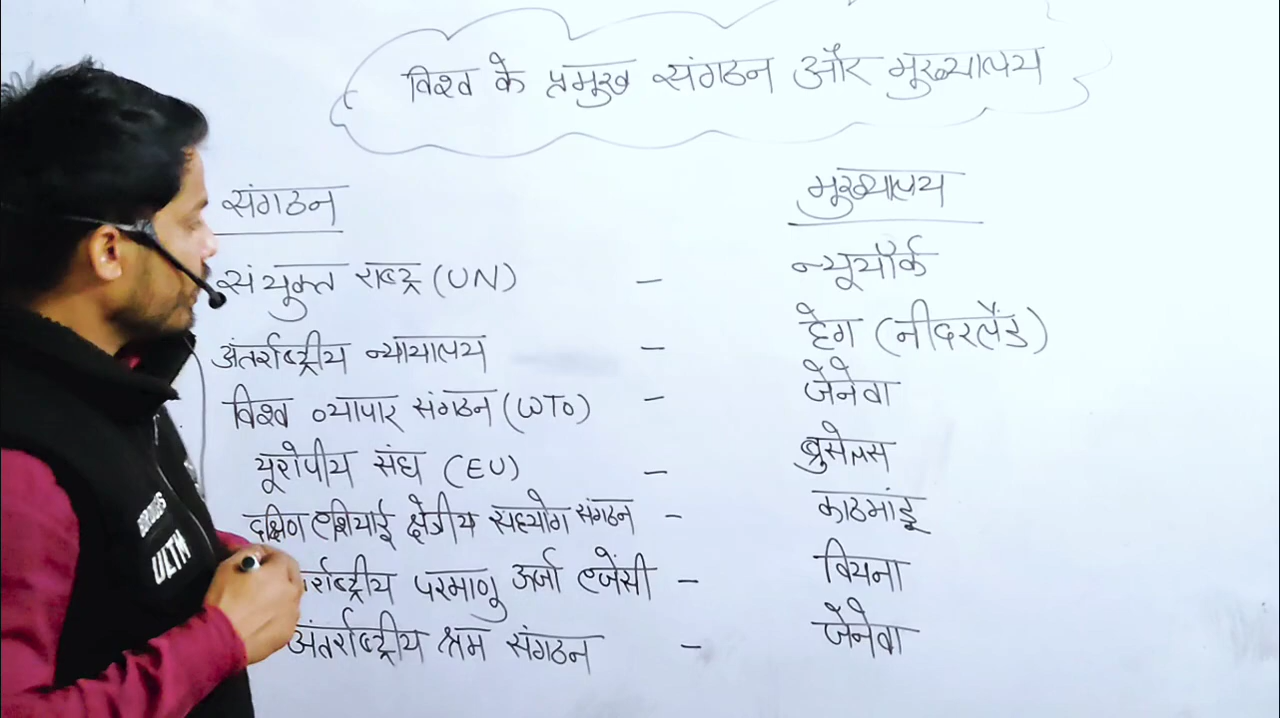 विश्व के प्रमुख संगठन और मुख्यालय
संगठन मुख्यालय
संयुक्त राष्ट्र (UN) - न्यूयॉर्क
अंतर्राष्ट्रीय न्यायालय - हेग (नीदरलैंड)
विश्व व्यापार संगठन (WTO) - जेनेवा
यूरोपीय संघ (EU) - ब्रुसेल्स
दक्षिण एशियाई क्षेत्रीय सहयोग संगठन - काठमांडू
र्राष्ट्रीय परमाणु ऊर्जा एजेंसी - वियना
अंतर्राष्ट्रीय श्रम संगठन - जेनेवा
ULTM